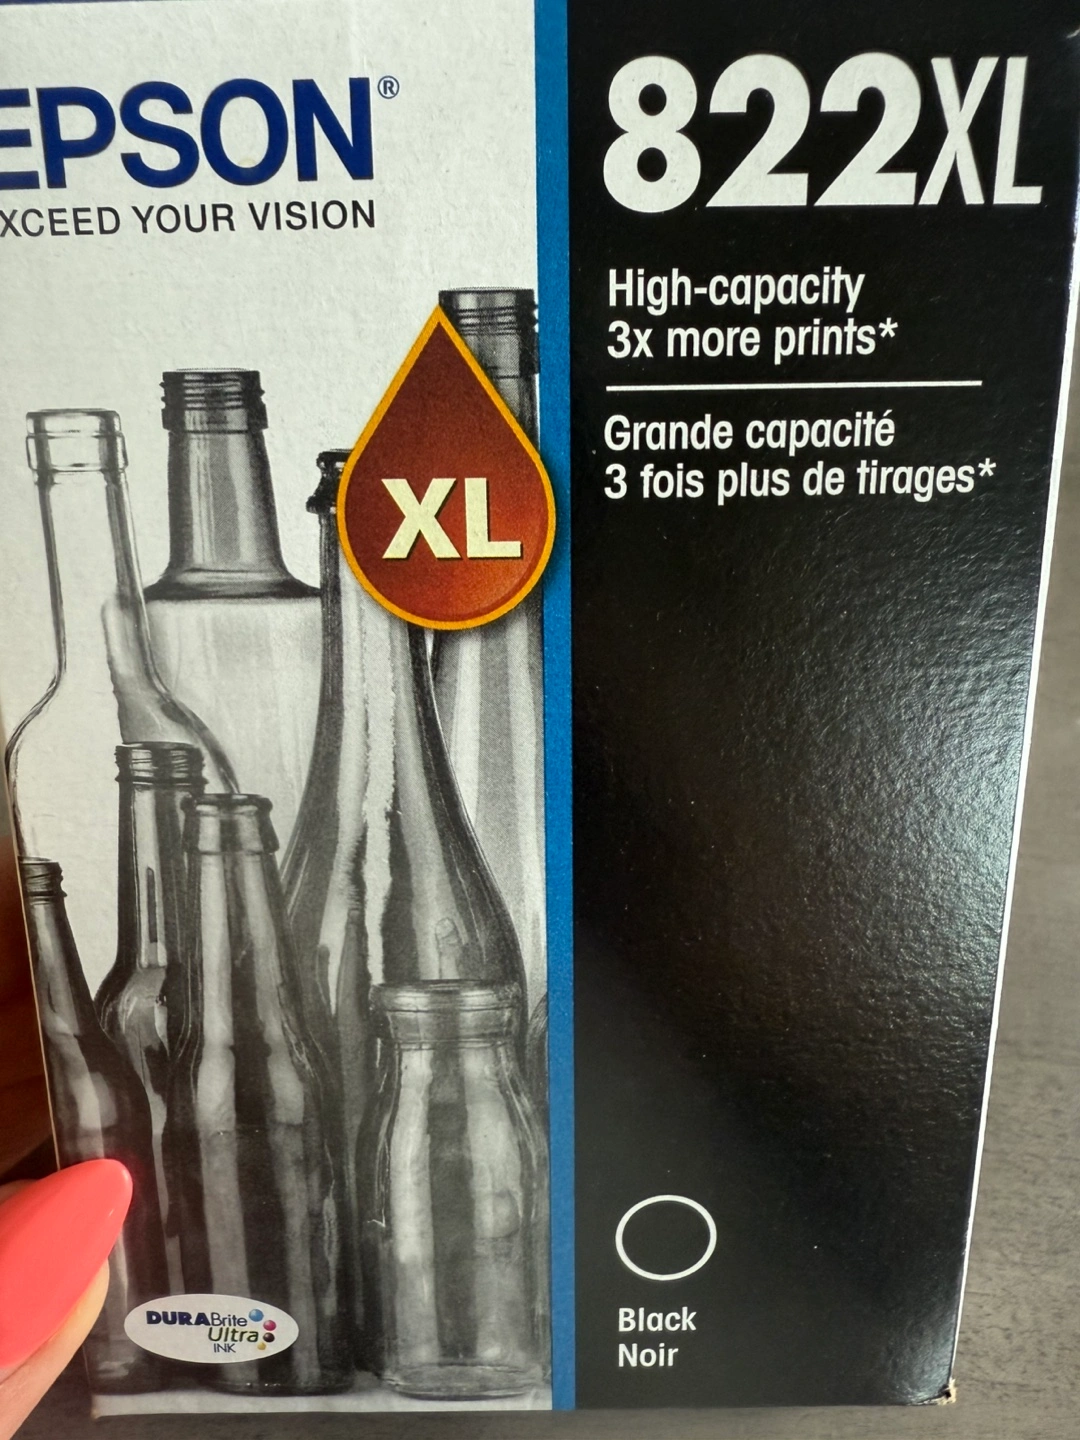 EPSON®
XCEED YOUR VISION
822XL
High-capacity
3x more prints*
Grande capacité
3 fois plus de tirages*
XL
DURABrite
Ultra
INK
Black
Noir